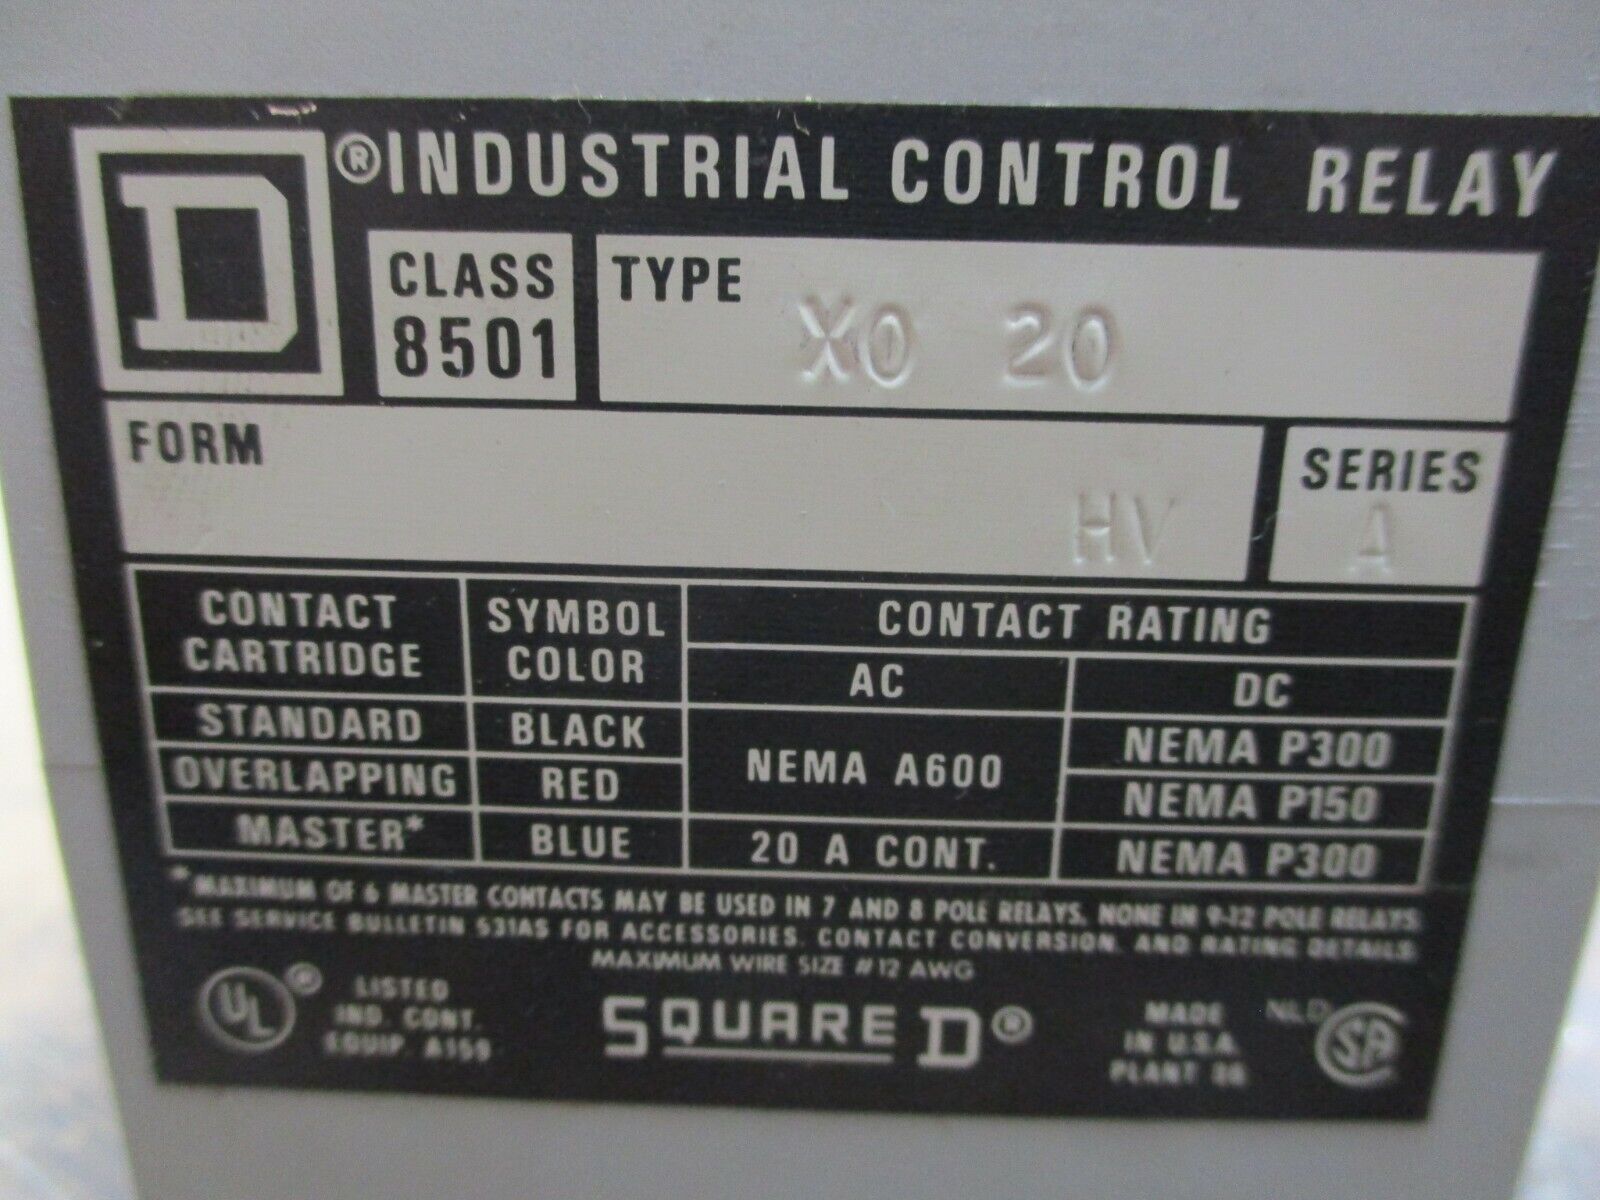 D ® INDUSTRIAL CONTROL RELAY
CLASS 8501
TYPE XO 20
FORM HV
SERIES A
CONTACT CARTRIDGE SYMBOL COLOR CONTACT RATING
AC DC
STANDARD BLACK NEMA A600 NEMA P300
OVERLAPPING RED NEMA P150
MASTER* BLUE 20 A CONT. NEMA P300
*MAXIMUM OF 6 MASTER CONTACTS MAY BE USED IN 7 AND 8 POLE RELAYS. NONE IN 9-12 POLE RELAYS
SEE SERVICE BULLETIN 531AS FOR ACCESSORIES, CONTACT CONVERSION, AND RATING DETAILS
MAXIMUM WIRE SIZE #12 AWG
UL ® LISTED
IND. CONT.
EQUIP. A159
SQUARE D ®
MADE
IN U.S.A.
PLANT
NLD
SA